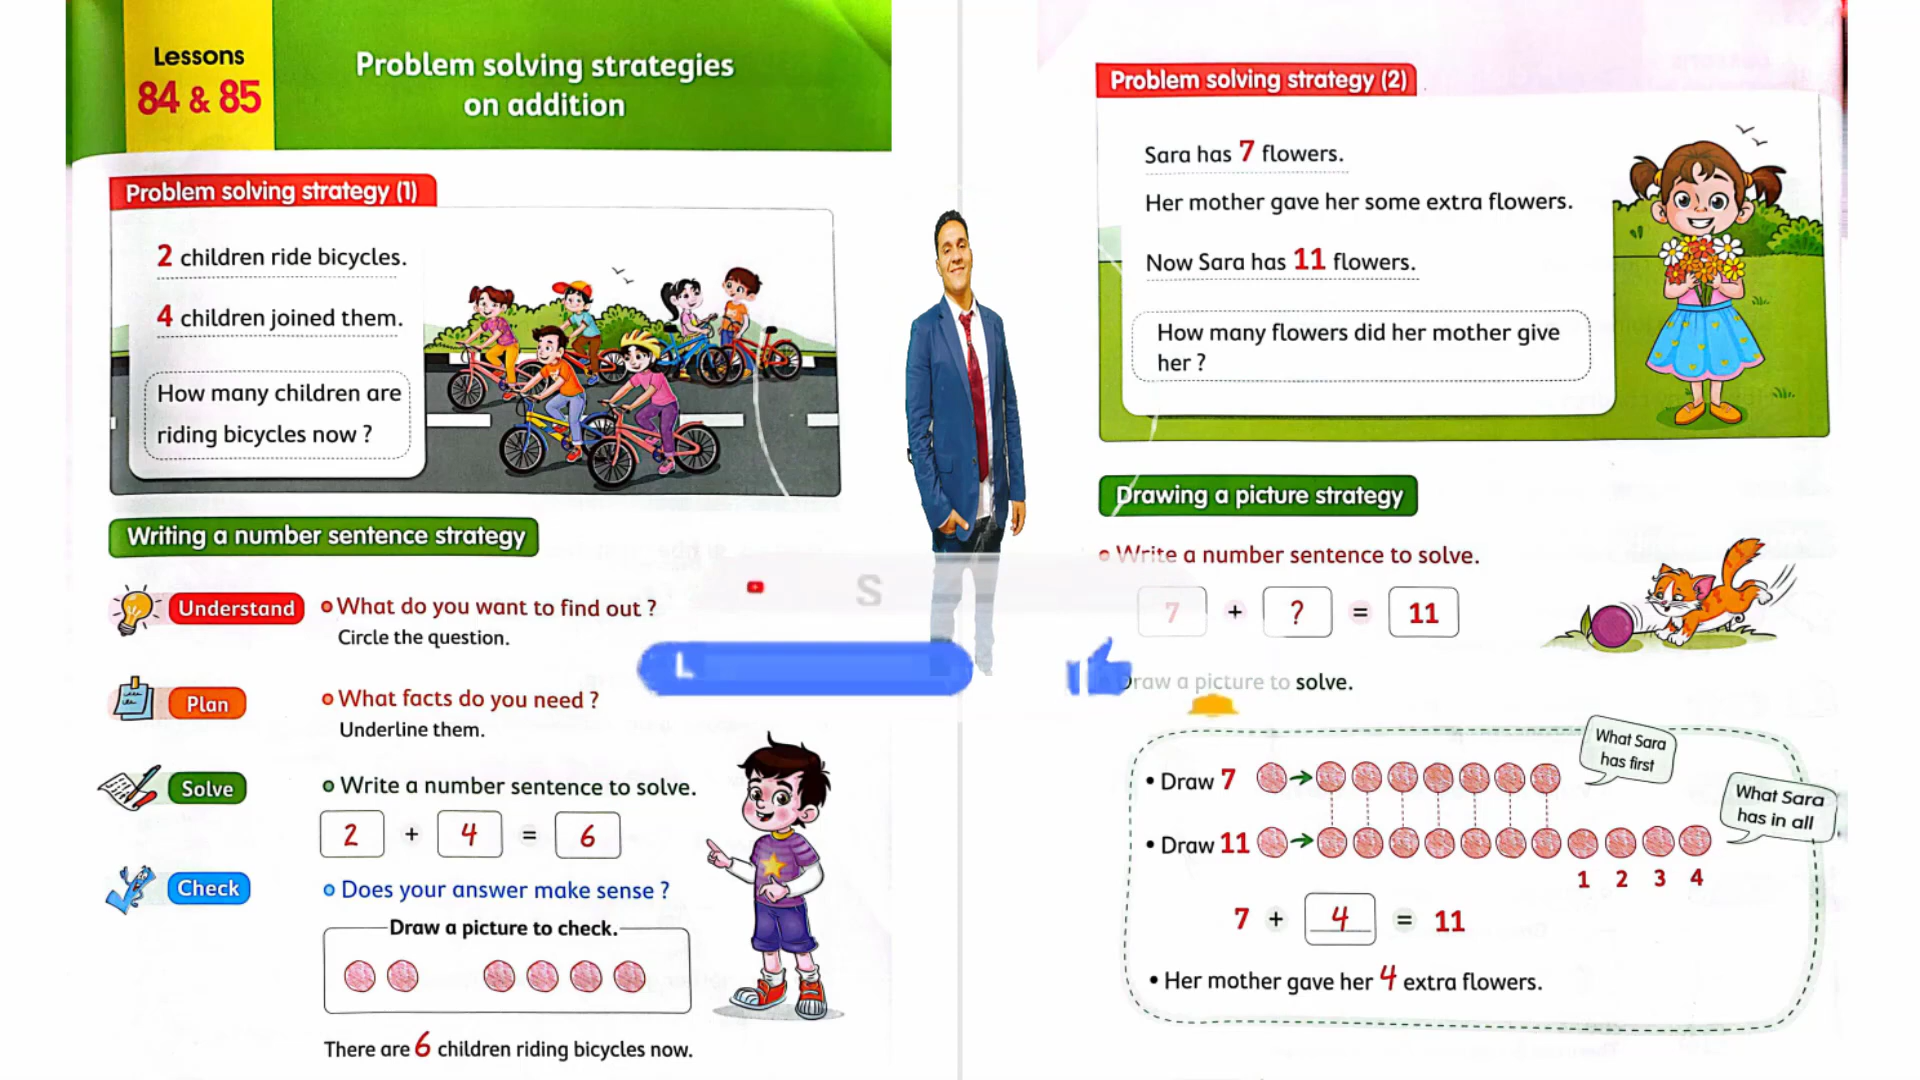 Lessons
84 & 85
Problem solving strategies
on addition
Problem solving strategy (1)
2 children ride bicycles.
4 children joined them.
How many children are
riding bicycles now ?
Writing a number sentence strategy
Understand
What do you want to find out ?
Circle the question.
Plan
What facts do you need ?
Underline them.
Solve
Write a number sentence to solve.
2 + 4 = 6
Check
Does your answer make sense ?
Draw a picture to check.
There are 6 children riding bicycles now.
S
L
Problem solving strategy (2)
Sara has 7 flowers.
Her mother gave her some extra flowers.
Now Sara has 11 flowers.
How many flowers did her mother give
her ?
Drawing a picture strategy
• Write a number sentence to solve.
7 + ? = 11
Draw a picture to solve.
What Sara
has first
• Draw 7
What Sara
has in all
• Draw 11
1 2 3 4
7 + 4 = 11
• Her mother gave her 4 extra flowers.